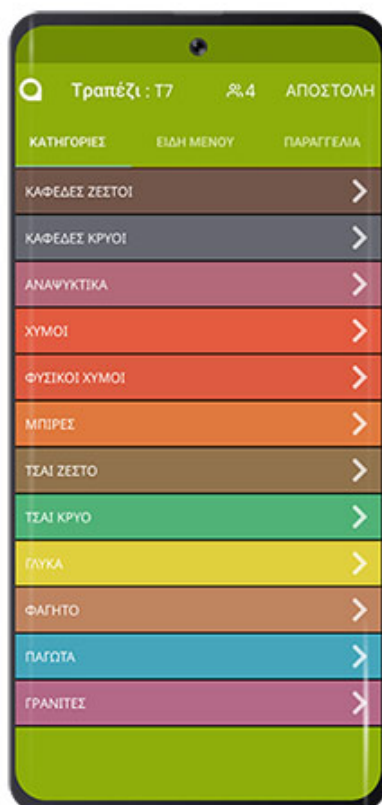 Τραπέζι : T7 4 ΑΠΟΣΤΟΛΗ
ΚΑΤΗΓΟΡΙΕΣ ΕΙΔΗ ΜΕΝΟΥ ΠΑΡΑΓΓΕΛΙΑ
ΚΑΦΕΔΕΣ ΖΕΣΤΟΙ
ΚΑΦΕΔΕΣ ΚΡΥΟΙ
ΑΝΑΨΥΚΤΙΚΑ
ΧΥΜΟΙ
ΦΥΣΙΚΟΙ ΧΥΜΟΙ
ΜΠΙΡΕΣ
ΤΣΑΙ ΖΕΣΤΟ
ΤΣΑΙ ΚΡΥΟ
ΓΛΥΚΑ
ΦΑΓΗΤΟ
ΠΑΓΩΤΑ
ΓΡΑΝΙΤΕΣ